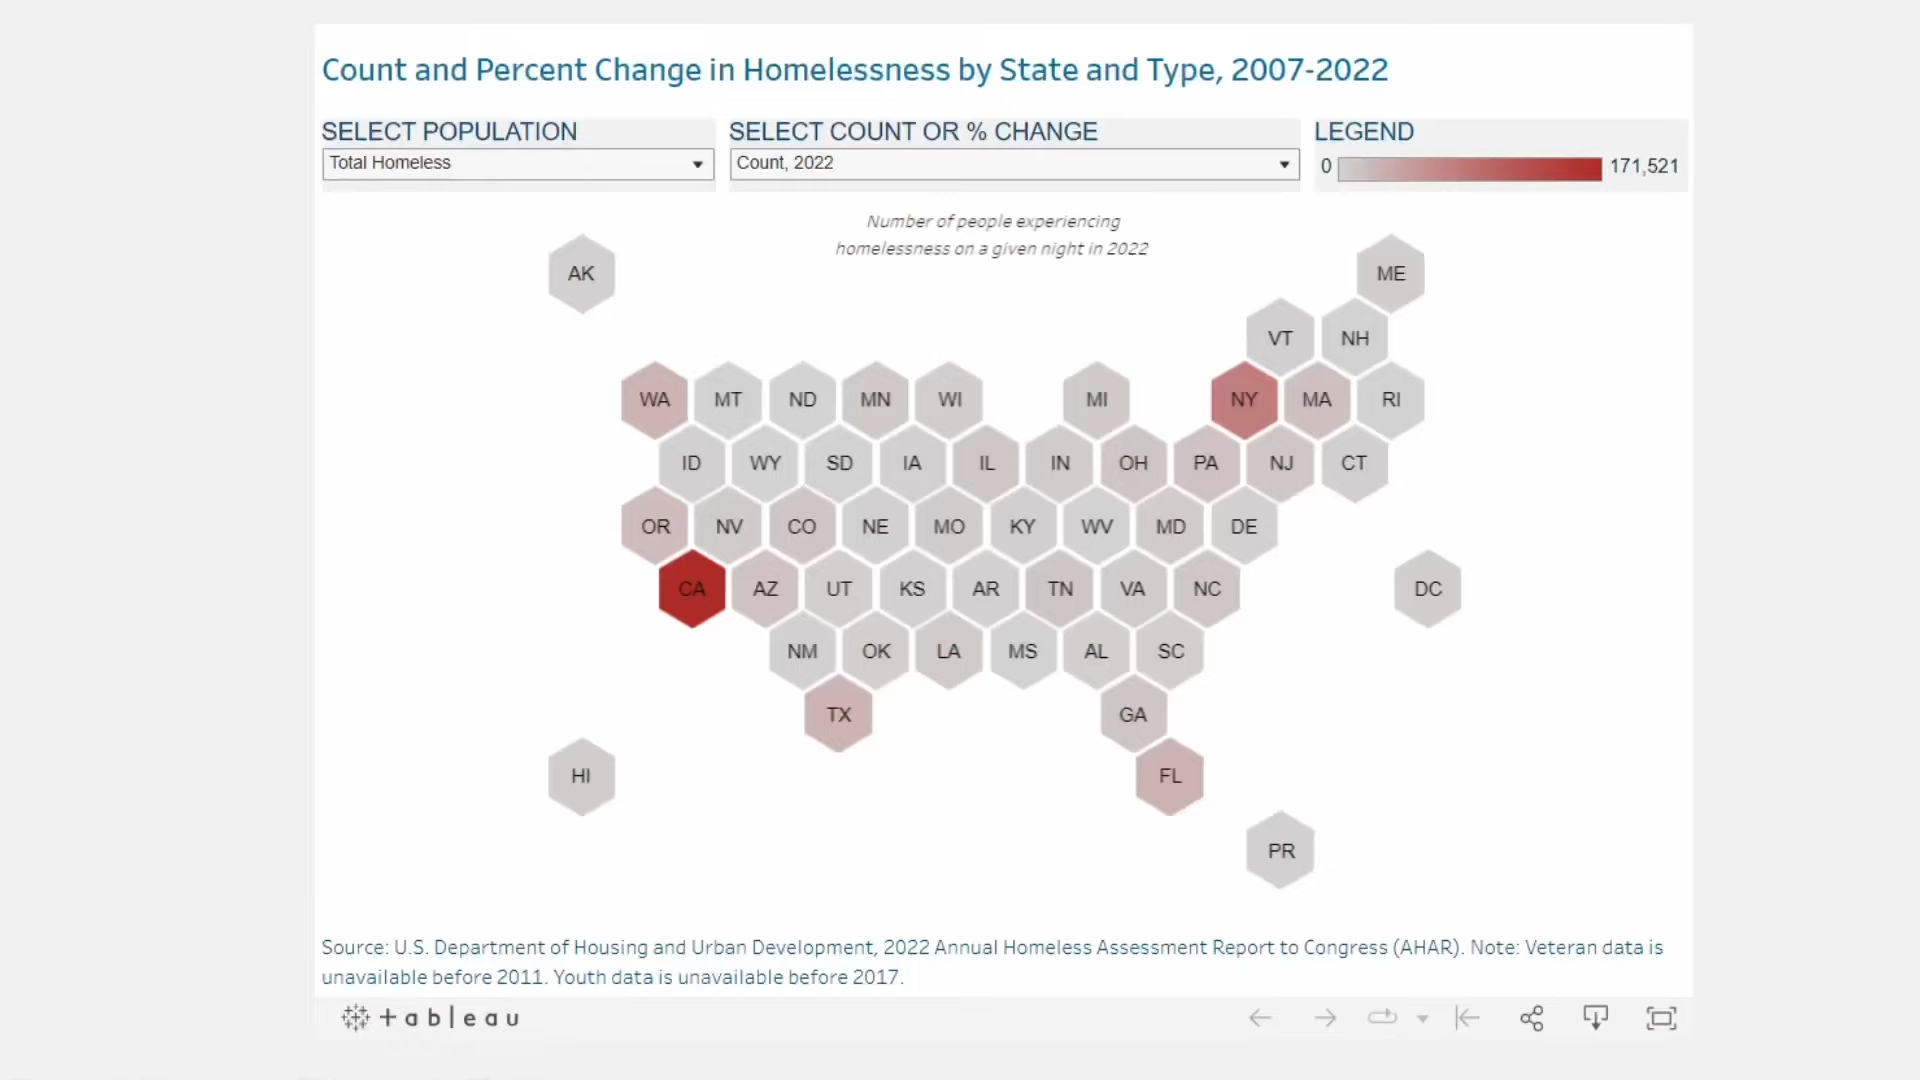 Count and Percent Change in Homelessness by State and Type, 2007-2022
SELECT POPULATION
Total Homeless
SELECT COUNT OR % CHANGE
Count, 2022
LEGEND
0 171,521
Number of people experiencing
homelessness on a given night in 2022
AK ME
VT NH
WA MT ND MN WI MI NY MA RI
ID WY SD IA IL IN OH PA NJ CT
OR NV CO NE MO KY WV MD DE
CA AZ UT KS AR TN VA NC DC
NM OK LA MS AL SC
TX GA
HI FL
PR
Source: U.S. Department of Housing and Urban Development, 2022 Annual Homeless Assessment Report to Congress (AHAR). Note: Veteran data is
unavailable before 2011. Youth data is unavailable before 2017.
+ a b l e a u